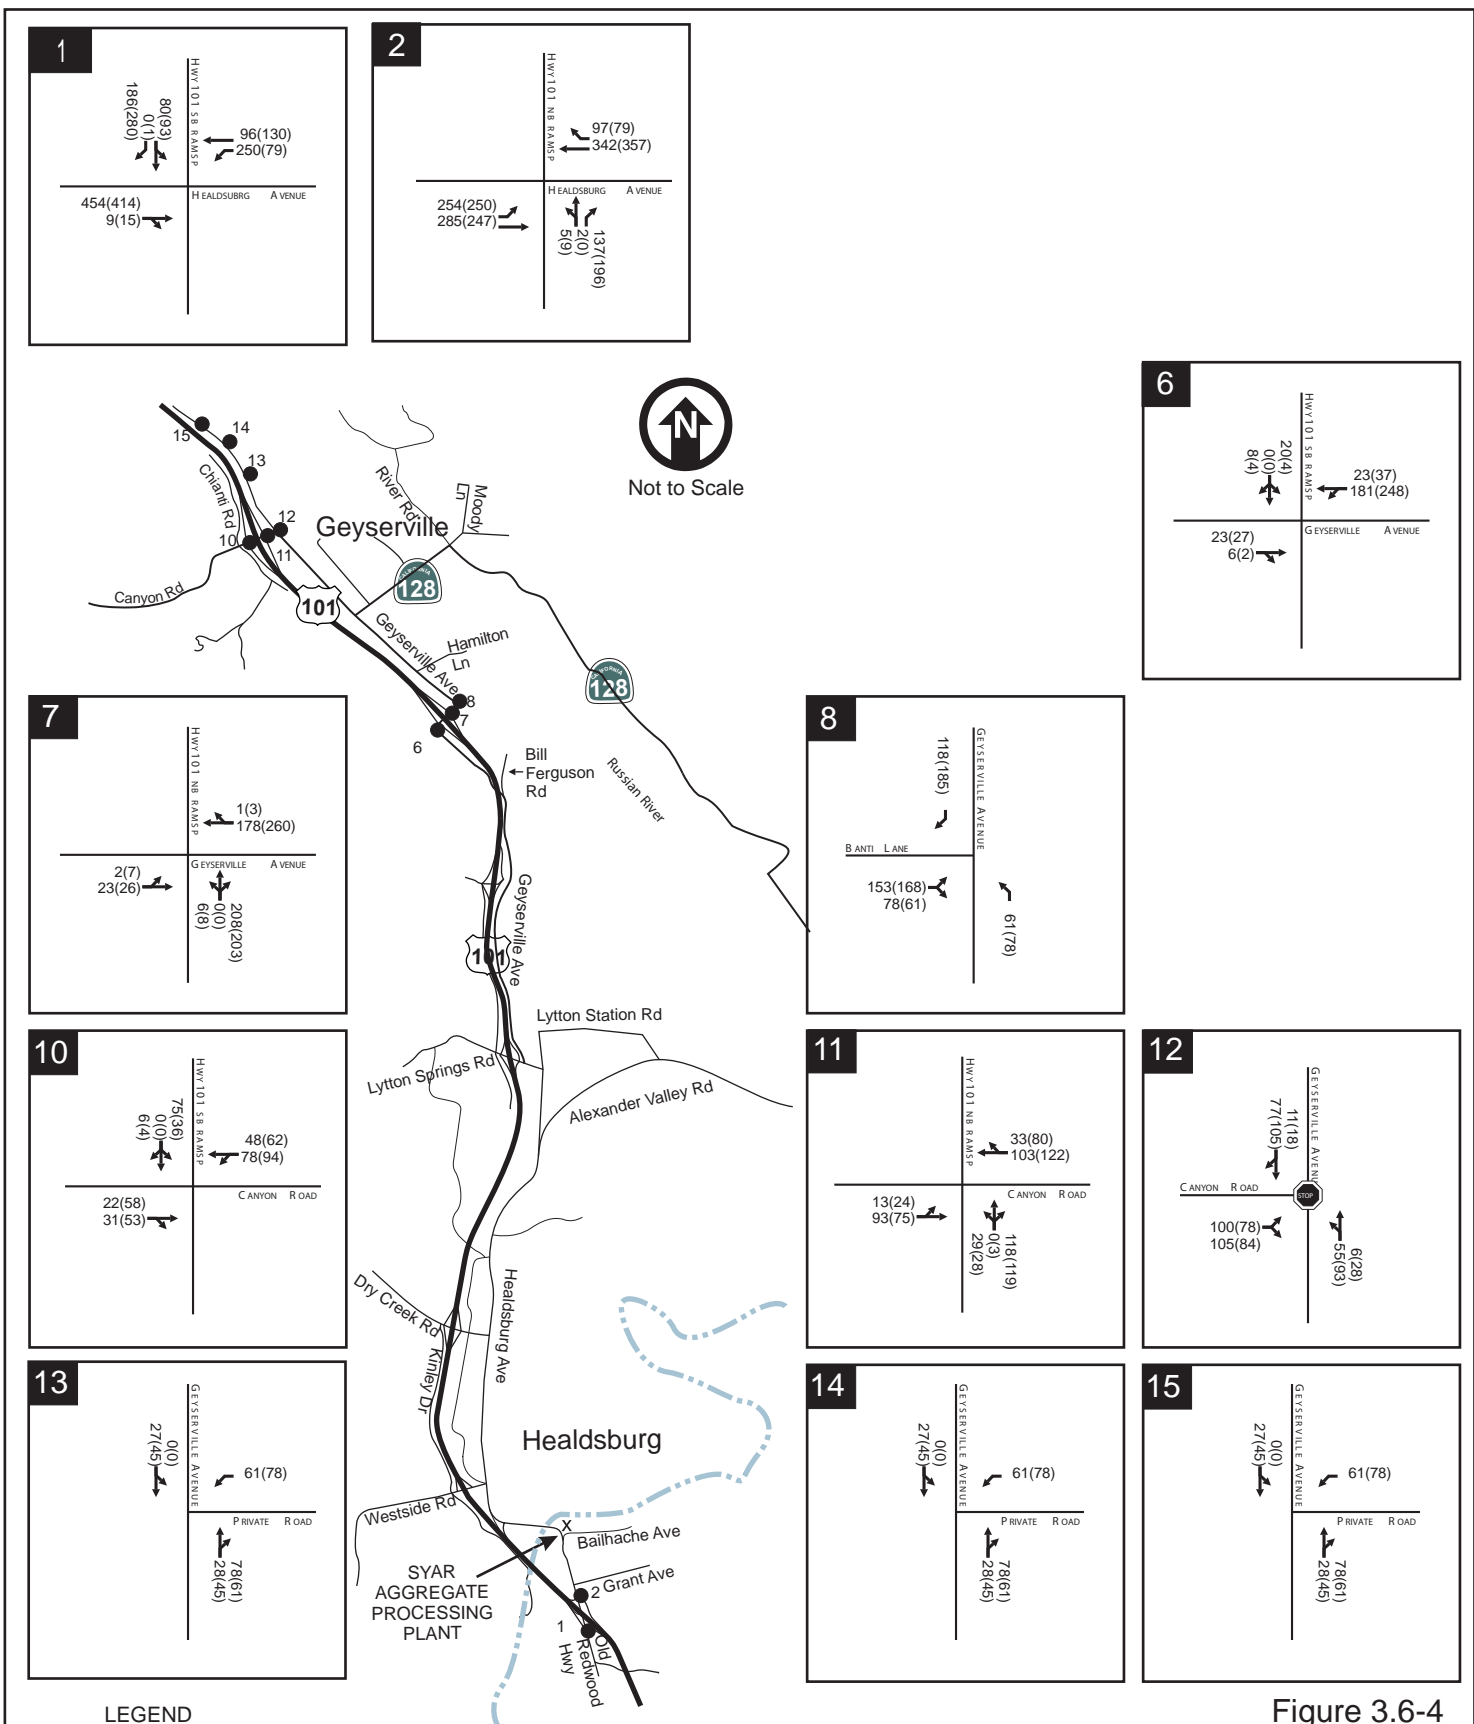 1
HWY101 SB RAMSP
186(280)
0(1)
80(93)
96(130)
250(79)
HEALDSUBRG AVENUE
454(414)
9(15)
2
HWY101 NB RAMSP
97(79)
342(357)
HEALDSBURG AVENUE
254(250)
285(247)
5(9)
2(0)
137(196)
N
Not to Scale
6
HWY101 SB RAMSP
8(4)
0(0)
20(4)
23(37)
181(248)
GEYSERVILLE AVENUE
23(27)
6(2)
15
14
13
12
11
10
Chianti Rd
Canyon Rd
Geyserville
River Rd
Moody
Ln
CALIFORNIA
128
101
Geyserville Ave
Hamilton
Ln
CALIFORNIA
128
8
7
6
Bill
Ferguson
Rd
Russian River
7
HWY101 NB RAMSP
1(3)
178(260)
GEYSERVILLE AVENUE
2(7)
23(26)
6(8)
0(0)
208(203)
8
GEYSERVILLE AVENUE
118(185)
BANTI LANE
153(168)
78(61)
61(78)
Geyserville Ave
101
Lytton Station Rd
Lytton Springs Rd
Alexander Valley Rd
10
HWY101 SB RAMSP
6(4)
0(0)
75(36)
48(62)
78(94)
CANYON ROAD
22(58)
31(53)
11
HWY101 NB RAMSP
33(80)
103(122)
CANYON ROAD
13(24)
93(75)
29(28)
0(3)
118(119)
12
GEYSERVILLE AVENUE
77(105)
11(18)
CANYON ROAD
STOP
100(78)
105(84)
55(93)
6(28)
Dry Creek Rd
Kinley Dr
Healdsburg Ave
Healdsburg
Westside Rd
x
Bailhache Ave
SYAR
AGGREGATE
PROCESSING
PLANT
2
Grant Ave
1
Old
Redwood
Hwy
13
GEYSERVILLE AVENUE
27(45)
0(0)
61(78)
PRIVATE ROAD
28(45)
78(61)
14
GEYSERVILLE AVENUE
27(45)
0(0)
61(78)
PRIVATE ROAD
28(45)
78(61)
15
GEYSERVILLE AVENUE
27(45)
0(0)
61(78)
PRIVATE ROAD
28(45)
78(61)
LEGEND
Figure 3.6-4